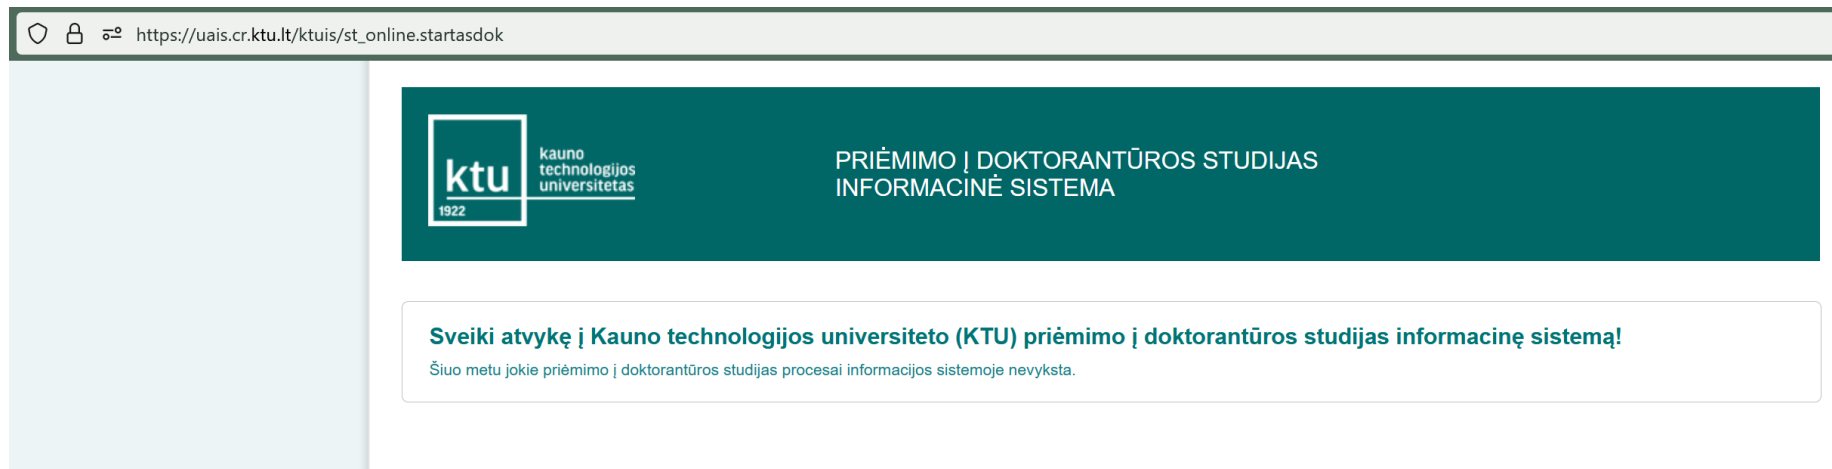 https://uais.cr.ktu.lt/ktuis/st_online.startasdok
ktu
1922
kauno
technologijos
universitetas
PRIĖMIMO Į DOKTORANTŪROS STUDIJAS
INFORMACINĖ SISTEMA
Sveiki atvykę į Kauno technologijos universiteto (KTU) priėmimo į doktorantūros studijas informacinę sistemą!
Šiuo metu jokie priėmimo į doktorantūros studijas procesai informacijos sistemoje nevyksta.